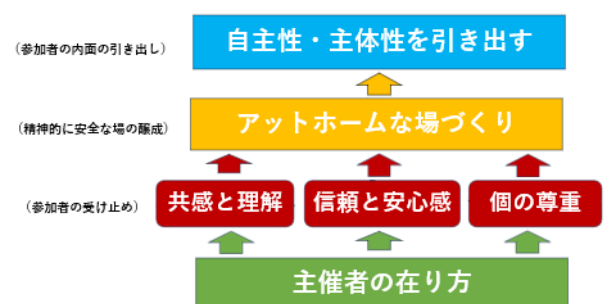 (参加者の内面の引き出し)
自主性・主体性を引き出す
(精神的に安全な場の醸成)
アットホームな場づくり
(参加者の受け止め)
共感と理解
信頼と安心感
個の尊重
主催者の在り方